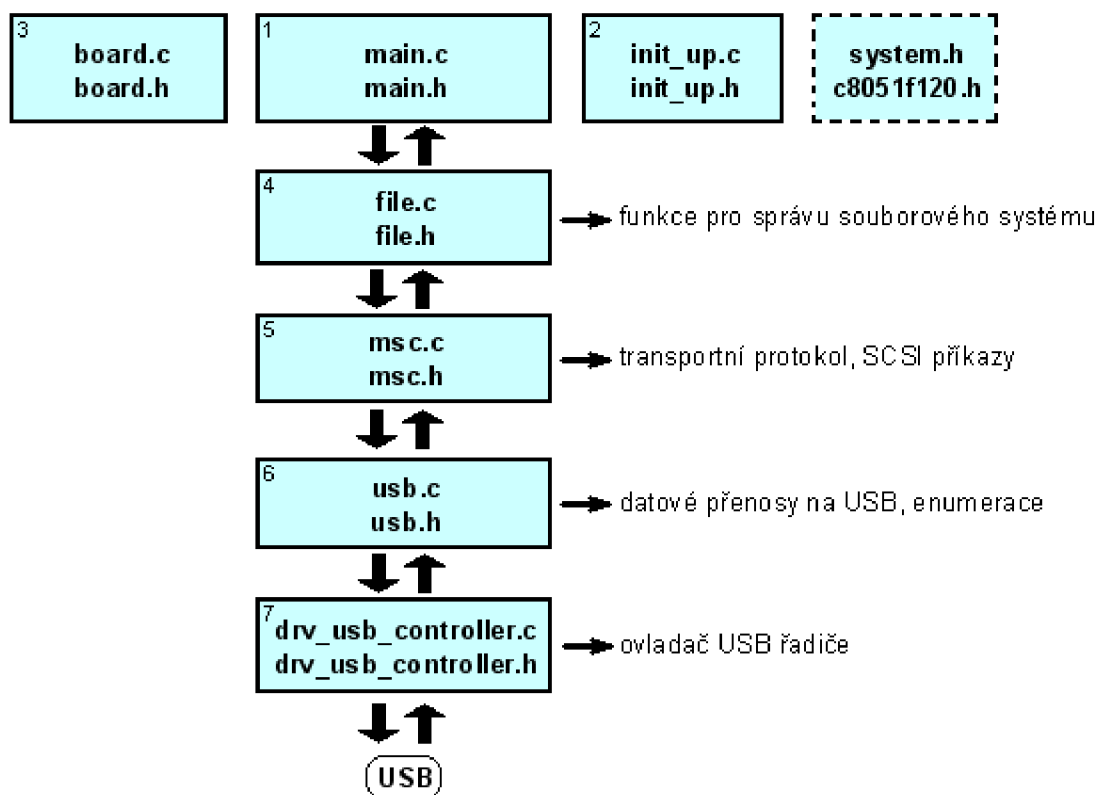 3
board.c
board.h
1
main.c
main.h
2
init_up.c
init_up.h
system.h
c8051f120.h
4
file.c
file.h
funkce pro správu souborového systému
5
msc.c
msc.h
transportní protokol, SCSI příkazy
6
usb.c
usb.h
datové přenosy na USB, enumerace
7
drv_usb_controller.c
drv_usb_controller.h
ovladač USB řadiče
USB